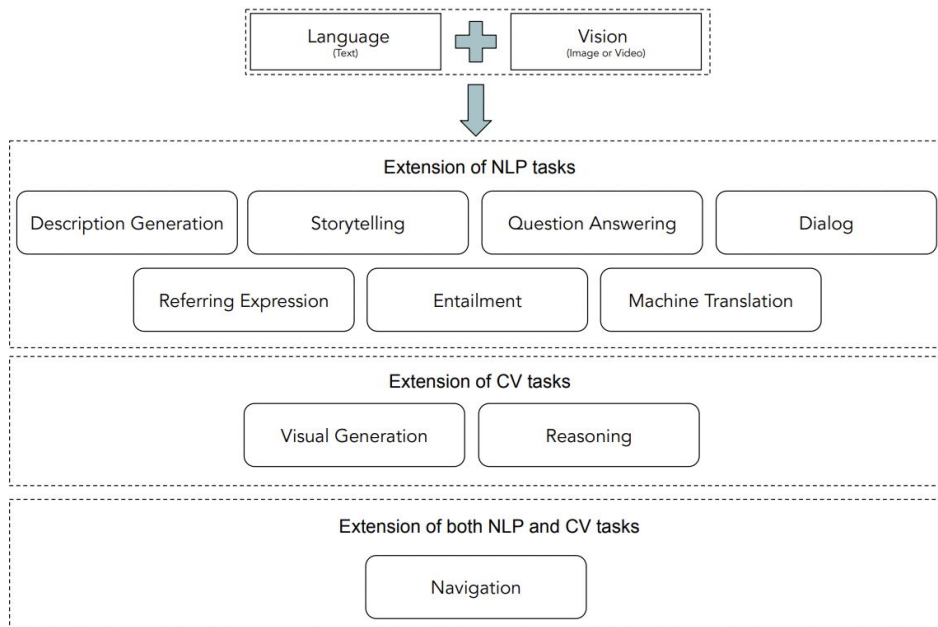 Language
(Text)
Vision
(Image or Video)
Extension of NLP tasks
Description Generation
Storytelling
Question Answering
Dialog
Referring Expression
Entailment
Machine Translation
Extension of CV tasks
Visual Generation
Reasoning
Extension of both NLP and CV tasks
Navigation